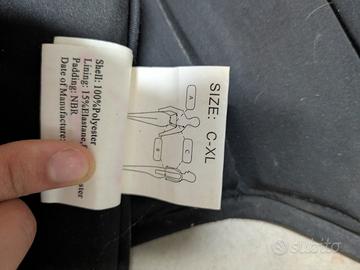 Shell: 100%Polyester
Lining: 15%Elastane,
Padding: NBR
Date of Manufacture:
SIZE: C-XL
A
B
C
subito